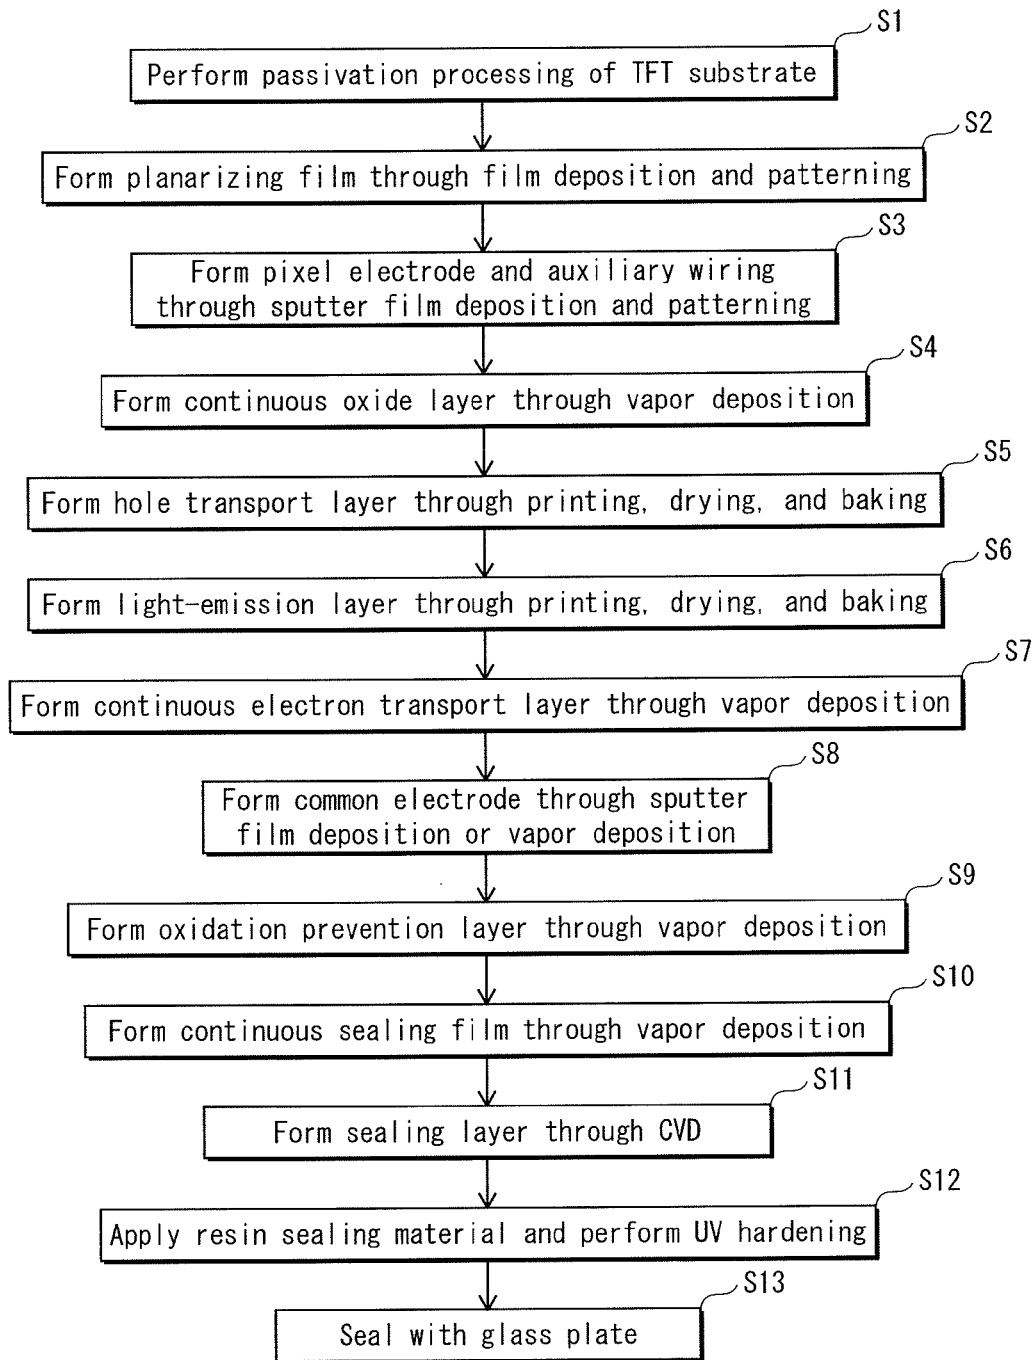 S1
Perform passivation processing of TFT substrate
S2
Form planarizing film through film deposition and patterning
S3
Form pixel electrode and auxiliary wiring
through sputter film deposition and patterning
S4
Form continuous oxide layer through vapor deposition
S5
Form hole transport layer through printing, drying, and baking
S6
Form light-emission layer through printing, drying, and baking
S7
Form continuous electron transport layer through vapor deposition
S8
Form common electrode through sputter
film deposition or vapor deposition
S9
Form oxidation prevention layer through vapor deposition
S10
Form continuous sealing film through vapor deposition
S11
Form sealing layer through CVD
S12
Apply resin sealing material and perform UV hardening
S13
Seal with glass plate